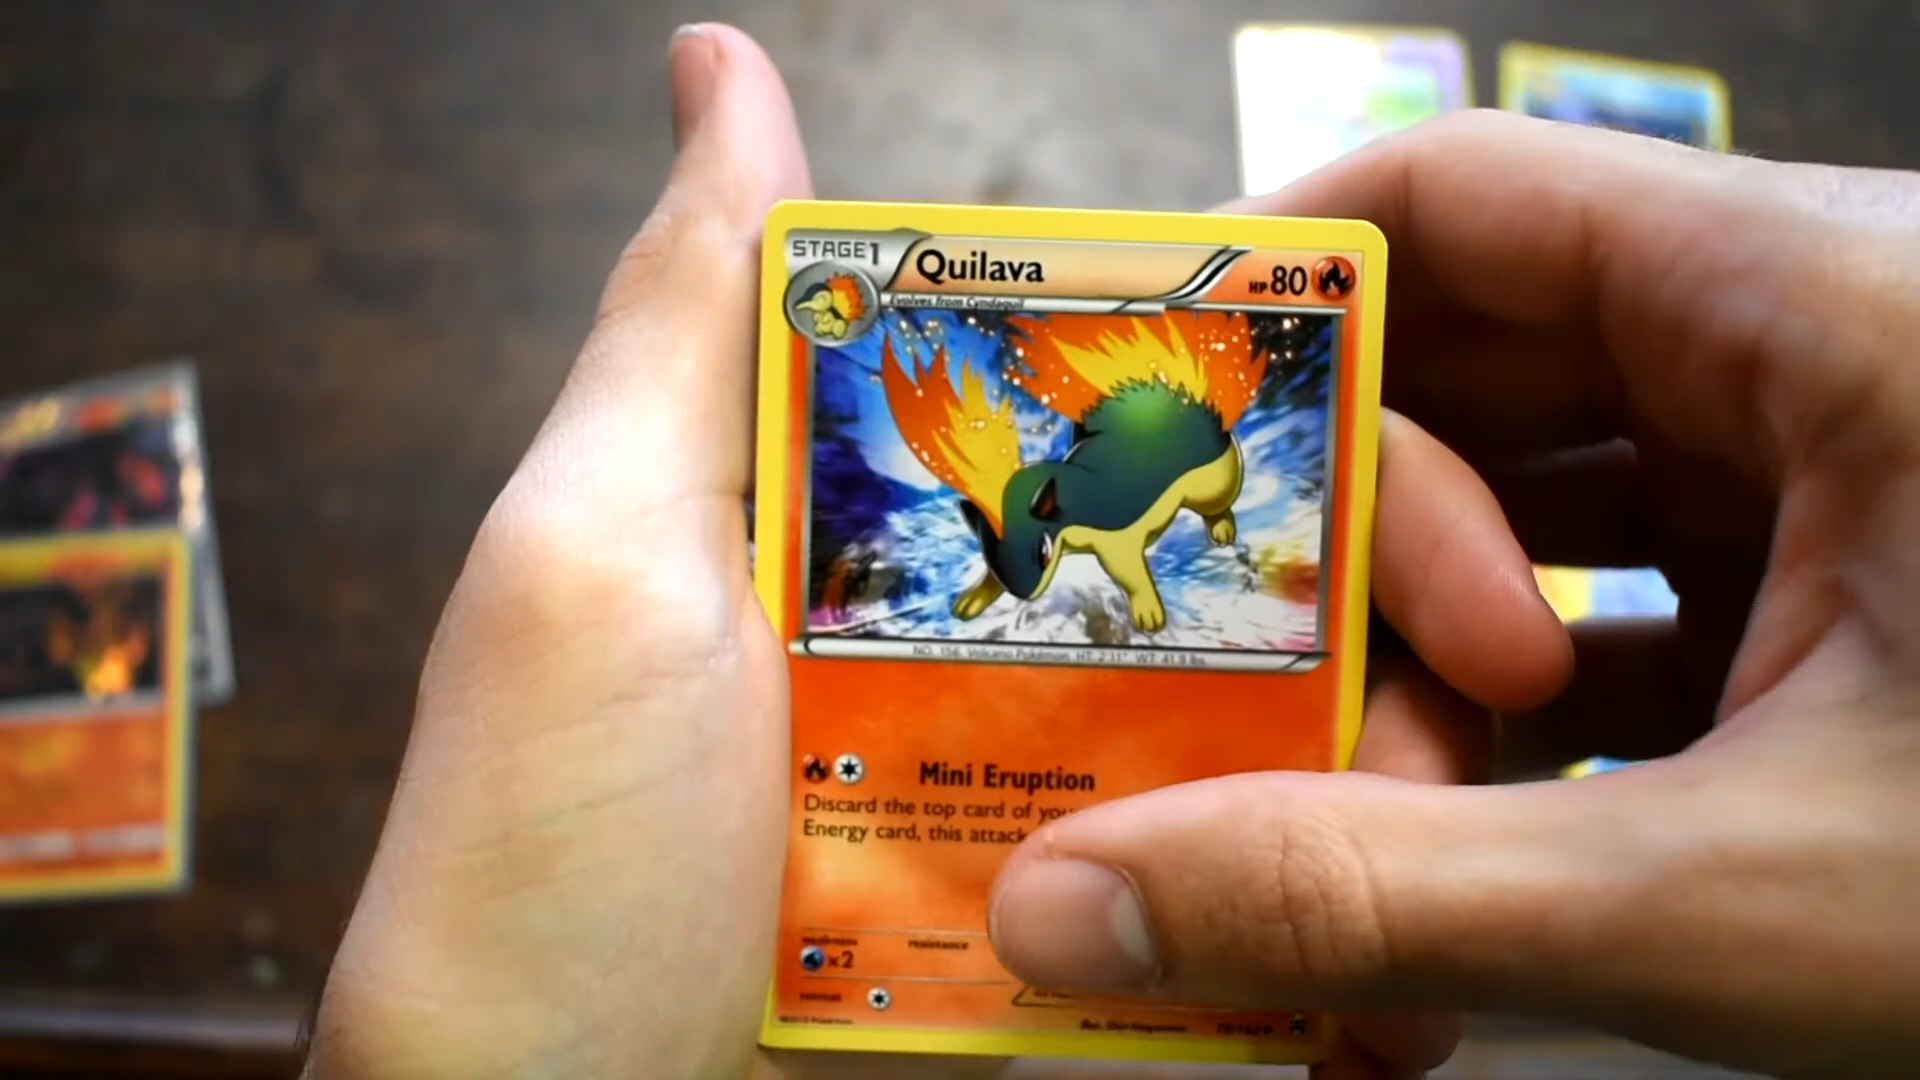 STAGE1
Quilava
HP80
Evolves from Cyndaquil
NO. 156 Volcano Pokémon HT: 2'11" WT: 41.9 lbs.
Mini Eruption
Discard the top card of you
Energy card, this attack
weakness
resistance
x2
retreat